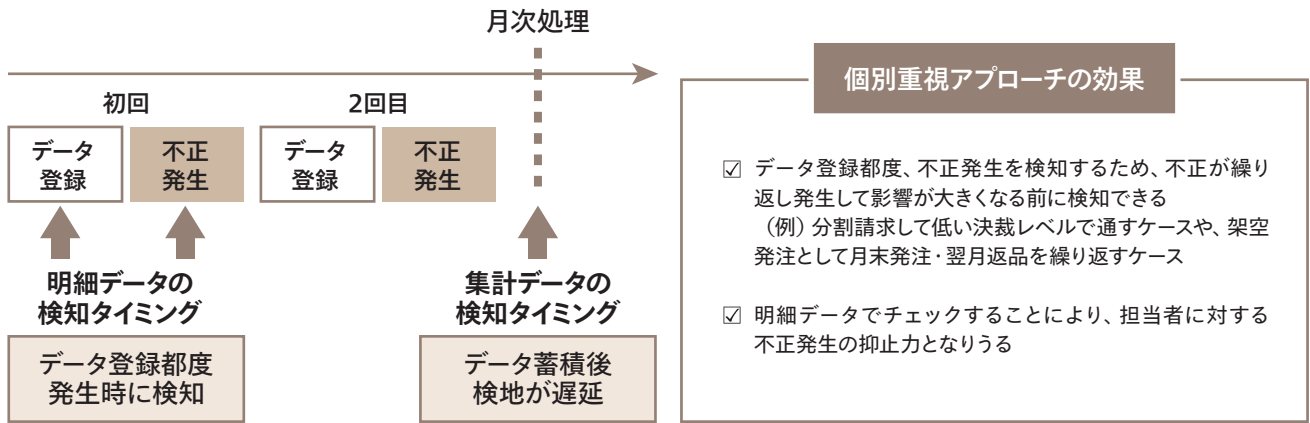 月次処理
初回
2回目
データ
登録
不正
発生
データ
登録
不正
発生
明細データの
検知タイミング
集計データの
検知タイミング
データ登録都度
発生時に検知
データ蓄積後
検地が遅延
個別重視アプローチの効果
☑ データ登録都度、不正発生を検知するため、不正が繰り
返し発生して影響が大きくなる前に検知できる
（例）分割請求して低い決裁レベルで通すケースや、架空
発注として月末発注・翌月返品を繰り返すケース
☑ 明細データでチェックすることにより、担当者に対する
不正発生の抑止力となりうる